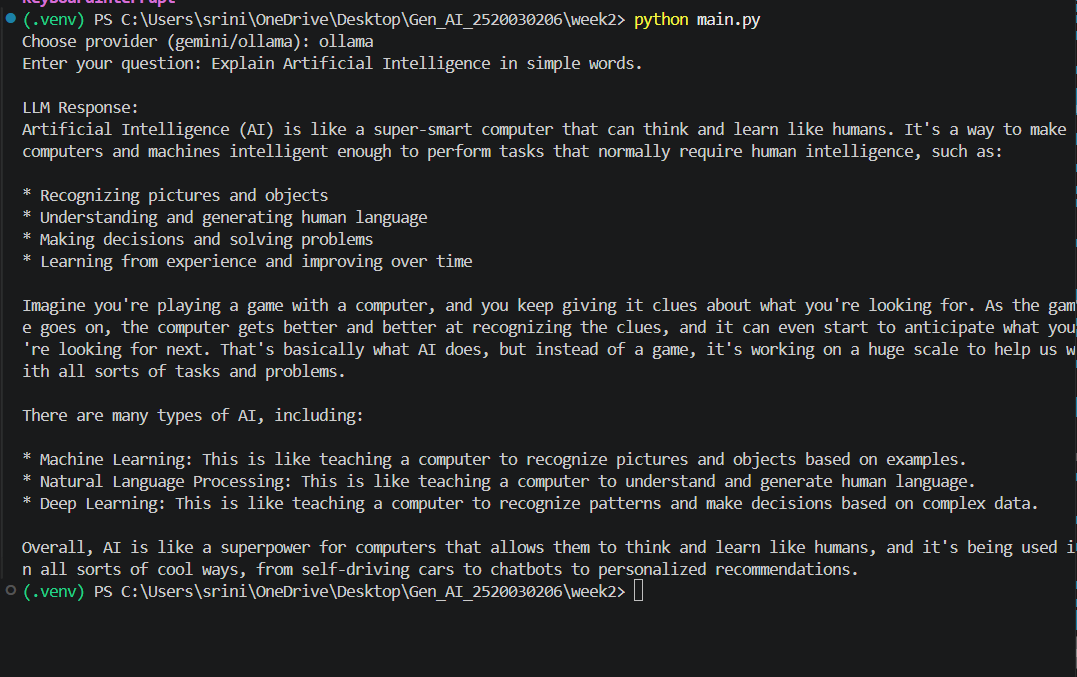 KeyboardInterrupt
(.venv) PS C:\Users\srini\OneDrive\Desktop\Gen_AI_2520030206\week2> python main.py
Choose provider (gemini/ollama): ollama
Enter your question: Explain Artificial Intelligence in simple words.
LLM Response:
Artificial Intelligence (AI) is like a super-smart computer that can think and learn like humans. It's a way to make
computers and machines intelligent enough to perform tasks that normally require human intelligence, such as:
* Recognizing pictures and objects
* Understanding and generating human language
* Making decisions and solving problems
* Learning from experience and improving over time
Imagine you're playing a game with a computer, and you keep giving it clues about what you're looking for. As the gam
e goes on, the computer gets better and better at recognizing the clues, and it can even start to anticipate what you
're looking for next. That's basically what AI does, but instead of a game, it's working on a huge scale to help us w
ith all sorts of tasks and problems.
There are many types of AI, including:
* Machine Learning: This is like teaching a computer to recognize pictures and objects based on examples.
* Natural Language Processing: This is like teaching a computer to understand and generate human language.
* Deep Learning: This is like teaching a computer to recognize patterns and make decisions based on complex data.
Overall, AI is like a superpower for computers that allows them to think and learn like humans, and it's being used i
n all sorts of cool ways, from self-driving cars to chatbots to personalized recommendations.
(.venv) PS C:\Users\srini\OneDrive\Desktop\Gen_AI_2520030206\week2>